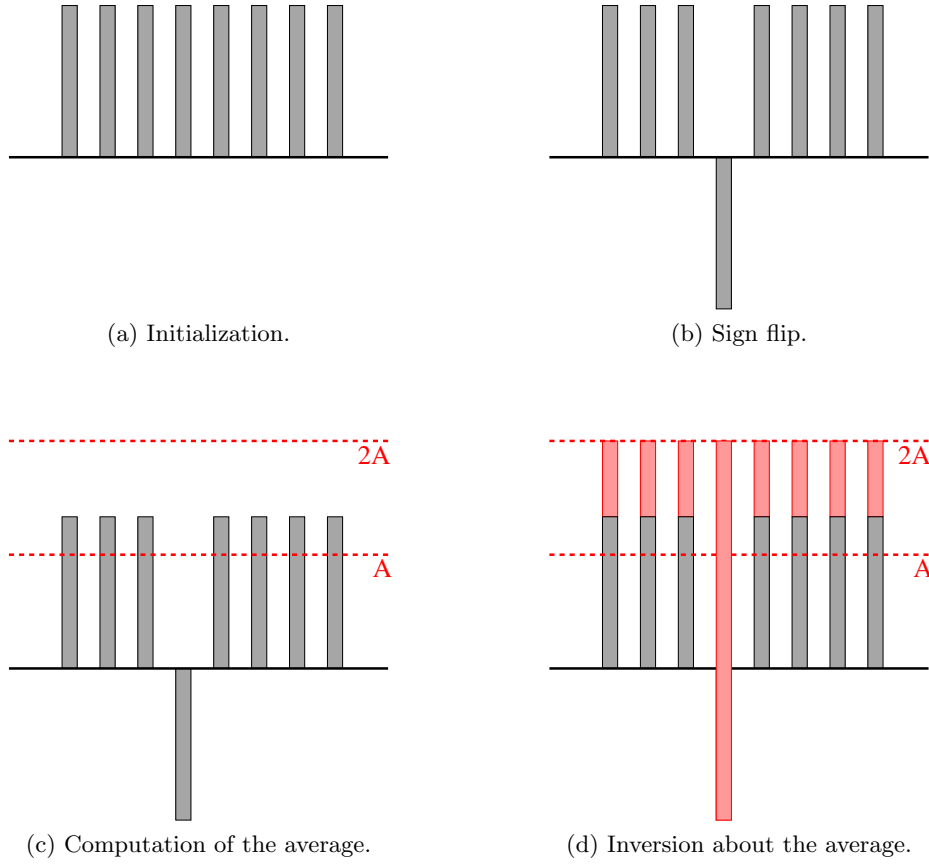 (a) Initialization.
(b) Sign flip.
2A
A
2A
A
(c) Computation of the average.
(d) Inversion about the average.